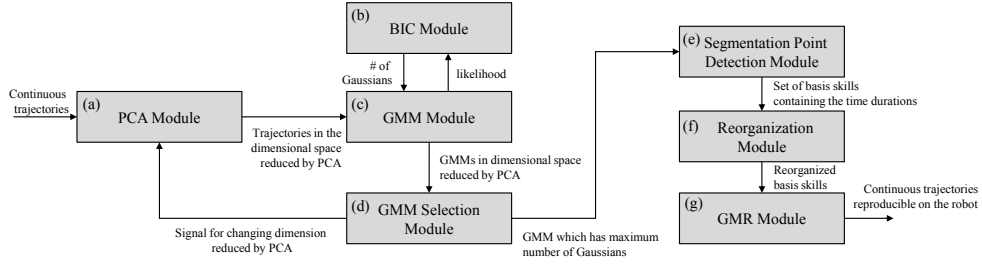 (b)
BIC Module
# of
Gaussians
likelihood
Continuous
trajectories
(a)
PCA Module
Trajectories in the
dimensional space
reduced by PCA
(c)
GMM Module
GMMs in dimensional space
reduced by PCA
(d)
GMM Selection
Module
Signal for changing dimension
reduced by PCA
GMM which has maximum
number of Gaussians
(e)
Segmentation Point
Detection Module
Set of basis skills
containing the time durations
(f)
Reorganization
Module
Reorganized
basis skills
(g)
GMR Module
Continuous trajectories
reproducible on the robot